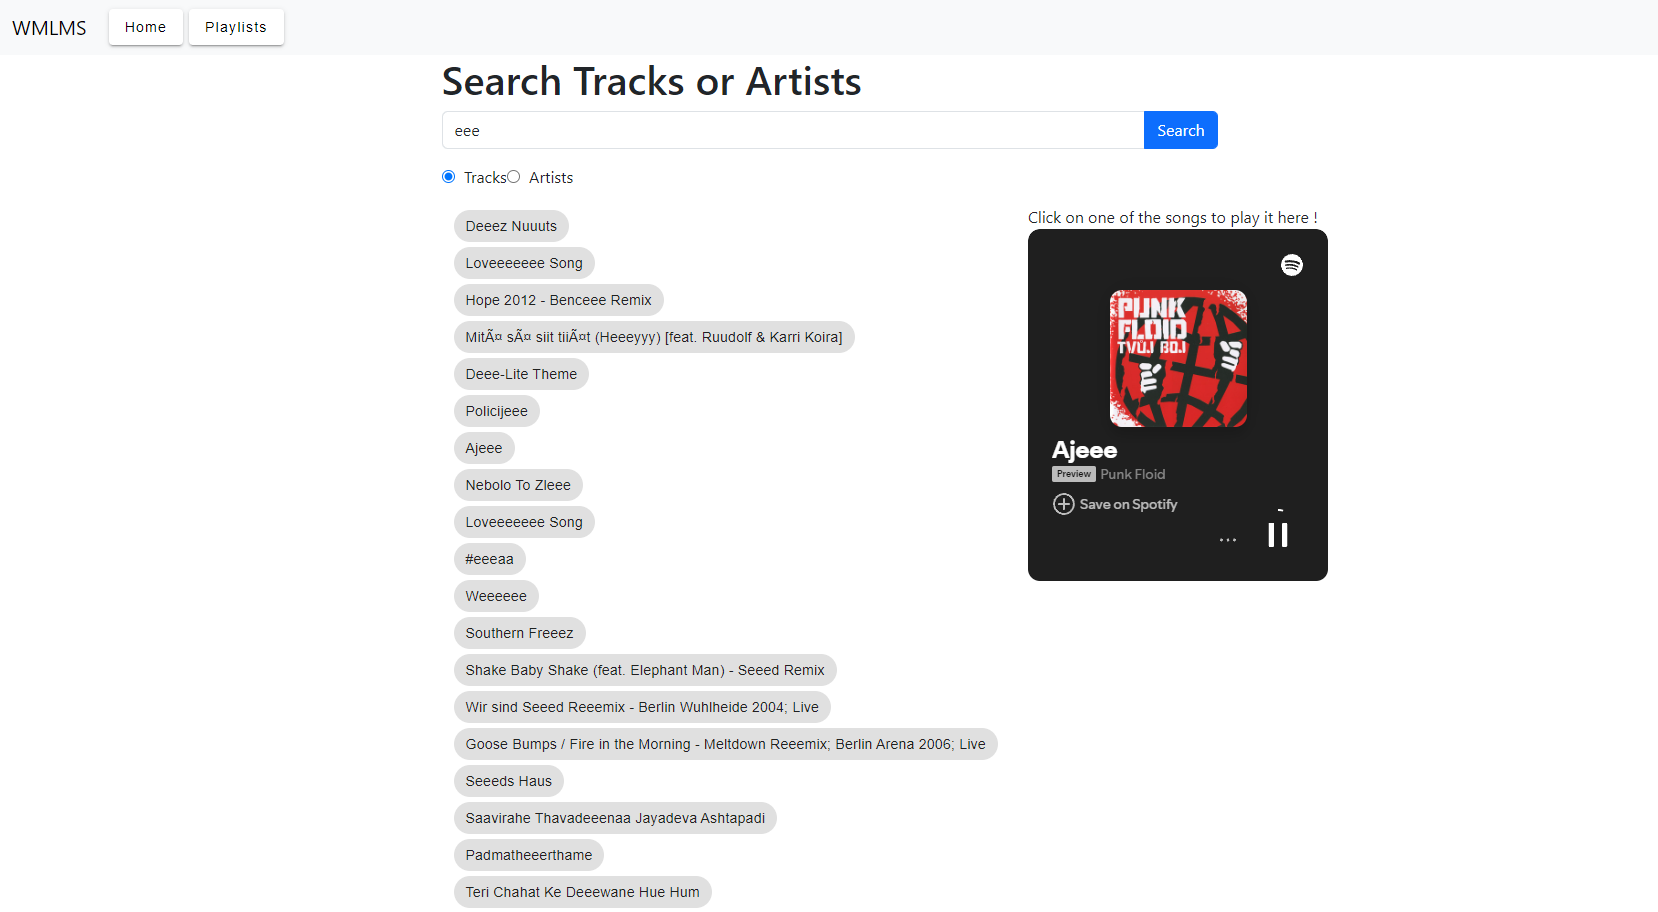 WMLMS Home Playlists
Search Tracks or Artists
eee Search
Tracks Artists
Deeez Nuuuts
Loveeeeeee Song
Hope 2012 - Benceee Remix
MitÃ¤ sÃ¤ siit tiiÃ¤t (Heeeyyy) [feat. Ruudolf & Karri Koira]
Deee-Lite Theme
Policijeee
Ajeee
Nebolo To Zleee
Loveeeeeee Song
#eeeaa
Weeeeee
Southern Freeez
Shake Baby Shake (feat. Elephant Man) - Seeed Remix
Wir sind Seeed Reeemix - Berlin Wuhlheide 2004; Live
Goose Bumps / Fire in the Morning - Meltdown Reeemix; Berlin Arena 2006; Live
Seeeds Haus
Saavirahe Thavadeeenaa Jayadeva Ashtapadi
Padmatheeerthame
Teri Chahat Ke Deeewane Hue Hum
Click on one of the songs to play it here !
PUNK
FLOID
TVŮJ BOJ
Ajeee
Preview Punk Floid
Save on Spotify